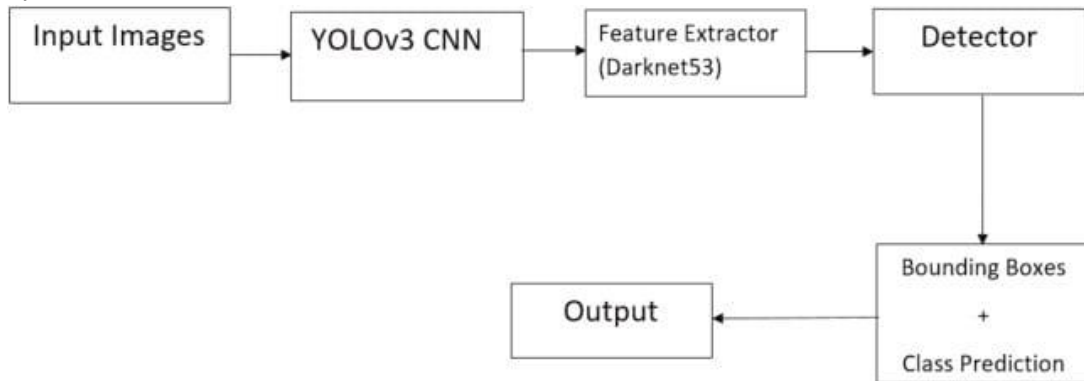 Input Images
YOLOv3 CNN
Feature Extractor
(Darknet53)
Detector
Bounding Boxes
+
Class Prediction
Output